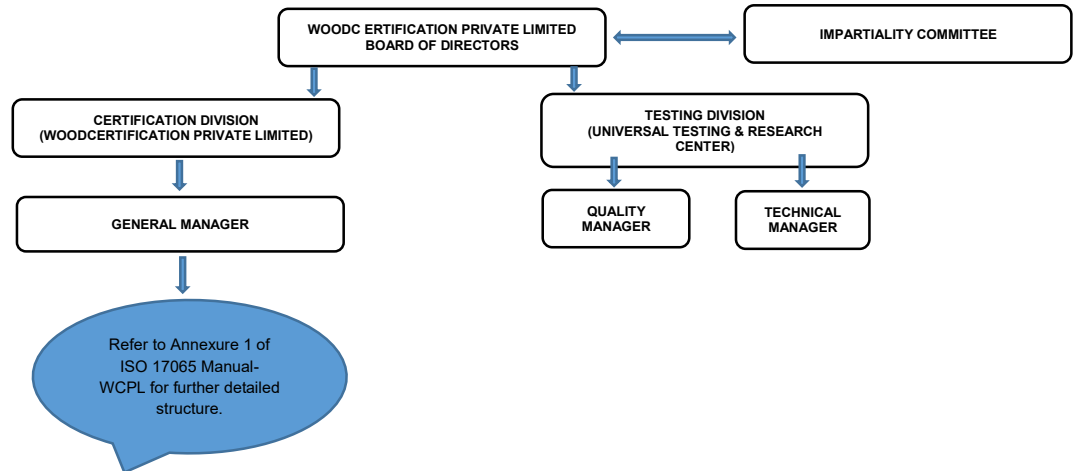 WOODC ERTIFICATION PRIVATE LIMITED
BOARD OF DIRECTORS
IMPARTIALITY COMMITTEE
CERTIFICATION DIVISION
(WOODCERTIFICATION PRIVATE LIMITED)
TESTING DIVISION
(UNIVERSAL TESTING & RESEARCH
CENTER)
GENERAL MANAGER
QUALITY
MANAGER
TECHNICAL
MANAGER
Refer to Annexure 1 of
ISO 17065 Manual-
WCPL for further detailed
structure.